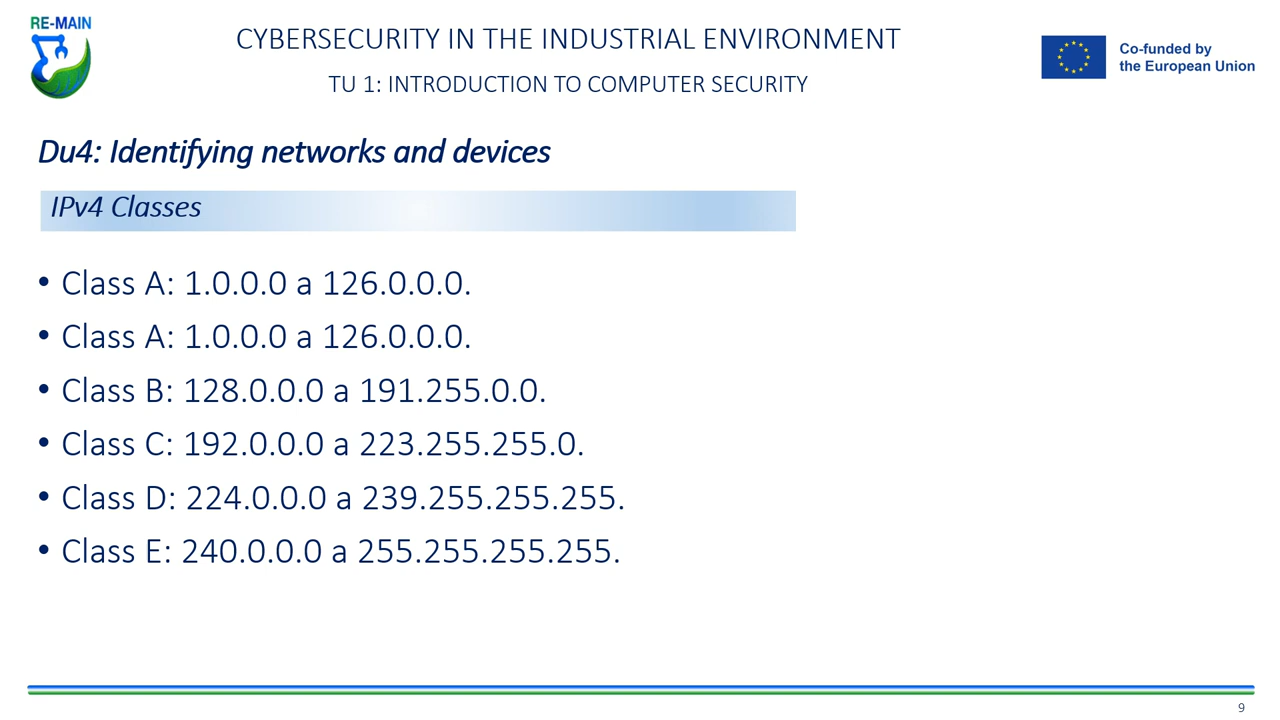 RE-MAIN
CYBERSECURITY IN THE INDUSTRIAL ENVIRONMENT
TU 1: INTRODUCTION TO COMPUTER SECURITY
Co-funded by
the European Union
Du4: Identifying networks and devices
IPv4 Classes
• Class A: 1.0.0.0 a 126.0.0.0.
• Class A: 1.0.0.0 a 126.0.0.0.
• Class B: 128.0.0.0 a 191.255.0.0.
• Class C: 192.0.0.0 a 223.255.255.0.
• Class D: 224.0.0.0 a 239.255.255.255.
• Class E: 240.0.0.0 a 255.255.255.255.
9